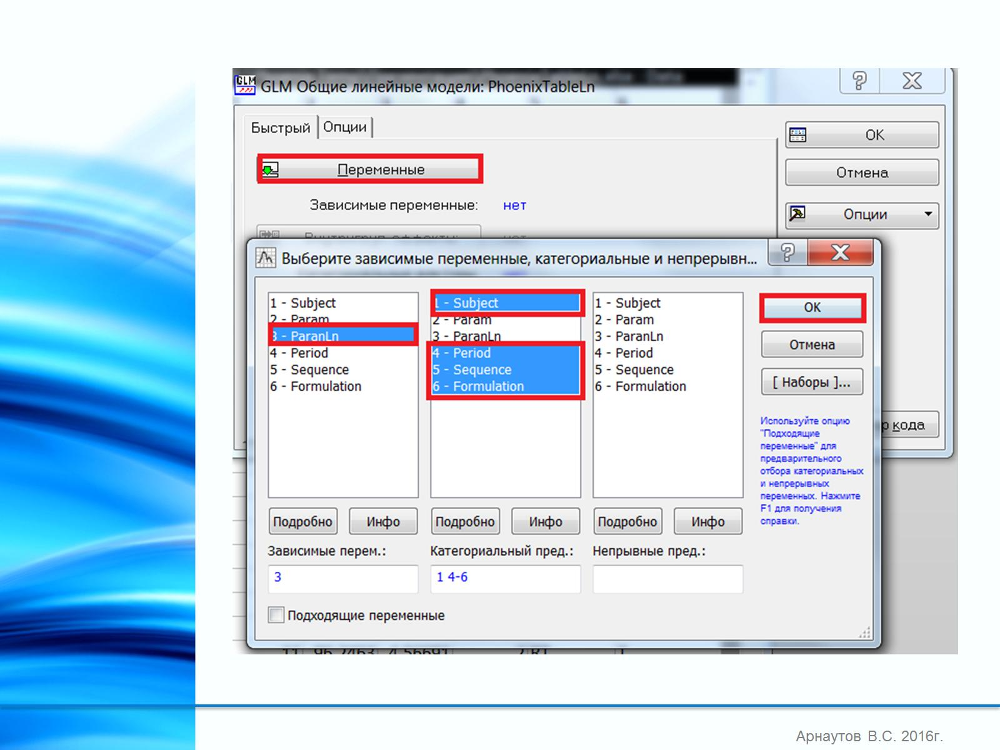 GLM Общие линейные модели: PhoenixTableLn
Быстрый
Опции
OK
Переменные
Отмена
Зависимые переменные: нет
Опции
Выберите зависимые переменные, категориальные и непрерывн...
1 - Subject
2 - Param
3 - ParanLn
4 - Period
5 - Sequence
6 - Formulation
1 - Subject
2 - Param
3 - ParanLn
4 - Period
5 - Sequence
6 - Formulation
1 - Subject
2 - Param
3 - ParanLn
4 - Period
5 - Sequence
6 - Formulation
OK
Отмена
[ Наборы ]...
Используйте опцию
"Подходящие
переменные" для
предварительного
отбора категориальных
и непрерывных
переменных. Нажмите
F1 для получения
справки.
кода
Подробно
Инфо
Подробно
Инфо
Подробно
Инфо
Зависимые перем.:
Категориальный пред.:
Непрывные пред.:
3
1 4-6
Подходящие переменные
Арнаутов В.С. 2016г.